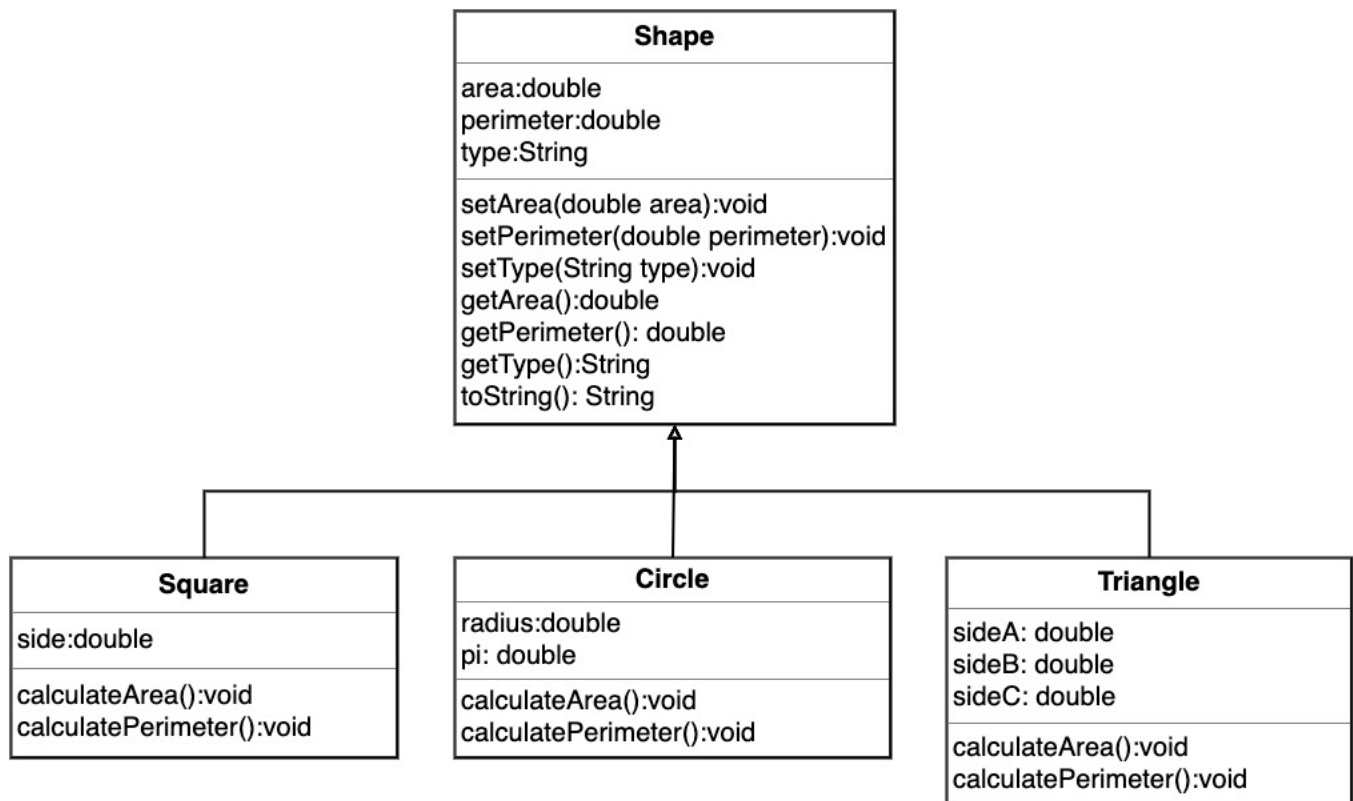 Shape
area:double
perimeter:double
type:String
setArea(double area):void
setPerimeter(double perimeter):void
setType(String type):void
getArea():double
getPerimeter(): double
getType():String
toString(): String
Square
side:double
calculateArea():void
calculatePerimeter():void
Circle
radius:double
pi: double
calculateArea():void
calculatePerimeter():void
Triangle
sideA: double
sideB: double
sideC: double
calculateArea():void
calculatePerimeter():void